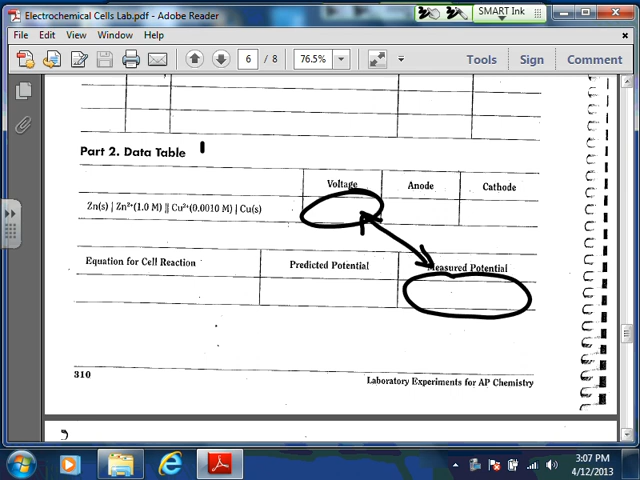 Electrochemical Cells Lab.pdf - Adobe Reader
SMART Ink
File Edit View Window Help
6 / 8 76.5% Tools Sign Comment
Part 2. Data Table 1
Voltage Anode Cathode
Zn(s) | Zn²⁺(1.0 M) || Cu²⁺(0.0010 M) | Cu(s)
Equation for Cell Reaction Predicted Potential Measured Potential
310
Laboratory Experiments for AP Chemistry
3:07 PM
4/12/2013